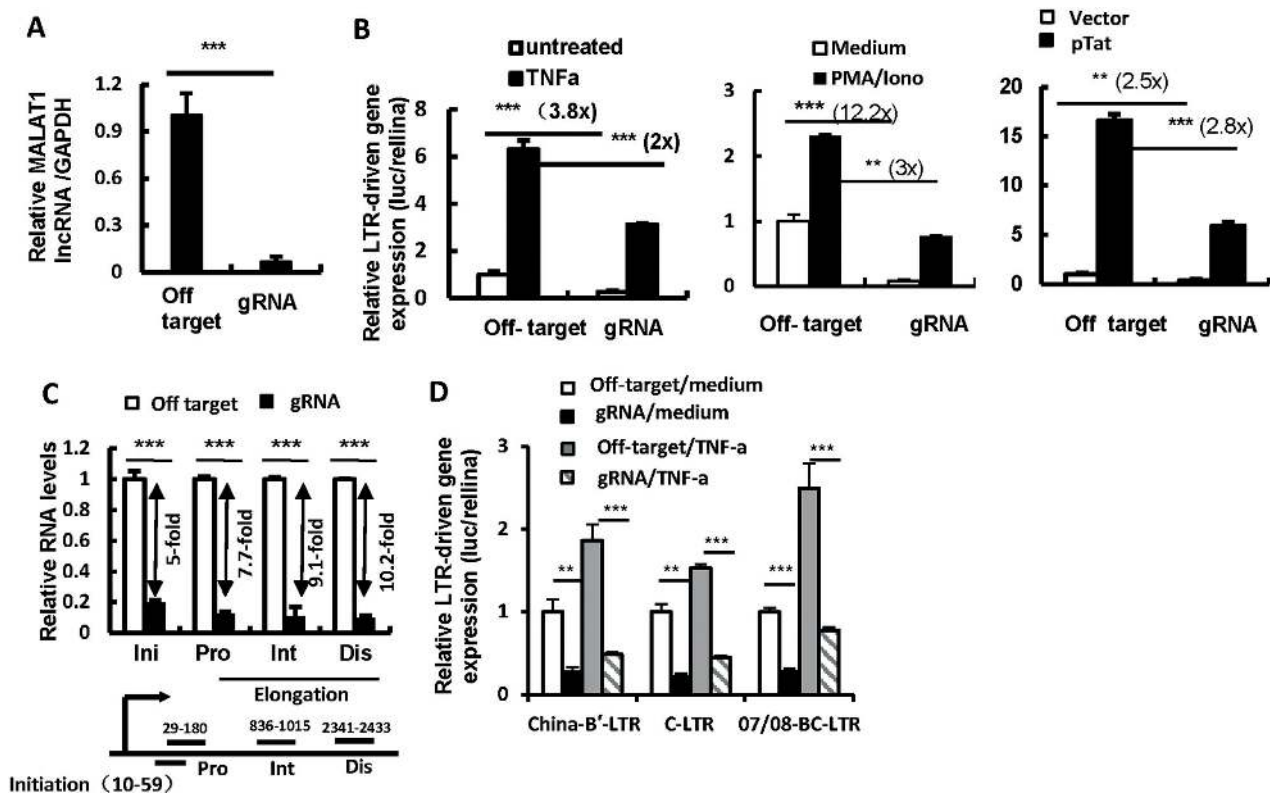 A
***
Relative MALAT1
lncRNA /GAPDH
1.2
0.9
0.6
0.3
0
Off
target
gRNA
B
untreated
TNFa
Relative LTR-driven gene
expression (luc/rellina)
8
6
4
2
0
*** (3.8x)
*** (2x)
Off- target
gRNA
Medium
PMA/Iono
3
2
1
0
*** (12.2x)
** (3x)
Off- target
gRNA
Vector
pTat
20
15
10
5
0
** (2.5x)
*** (2.8x)
Off target
gRNA
C
Off target
gRNA
Relative RNA levels
1.2
1
0.8
0.6
0.4
0.2
0
***
***
***
***
5-fold
7.7-fold
9.1-fold
10.2-fold
Ini
Pro
Int
Dis
Elongation
29-180
836-1015
2341-2433
Pro
Int
Dis
Initiation（10-59）
D
Off-target/medium
gRNA/medium
Off-target/TNF-a
gRNA/TNF-a
Relative LTR-driven gene
expression (luc/rellina)
3
2
1
0
**
***
**
***
***
***
China-B′-LTR
C-LTR
07/08-BC-LTR